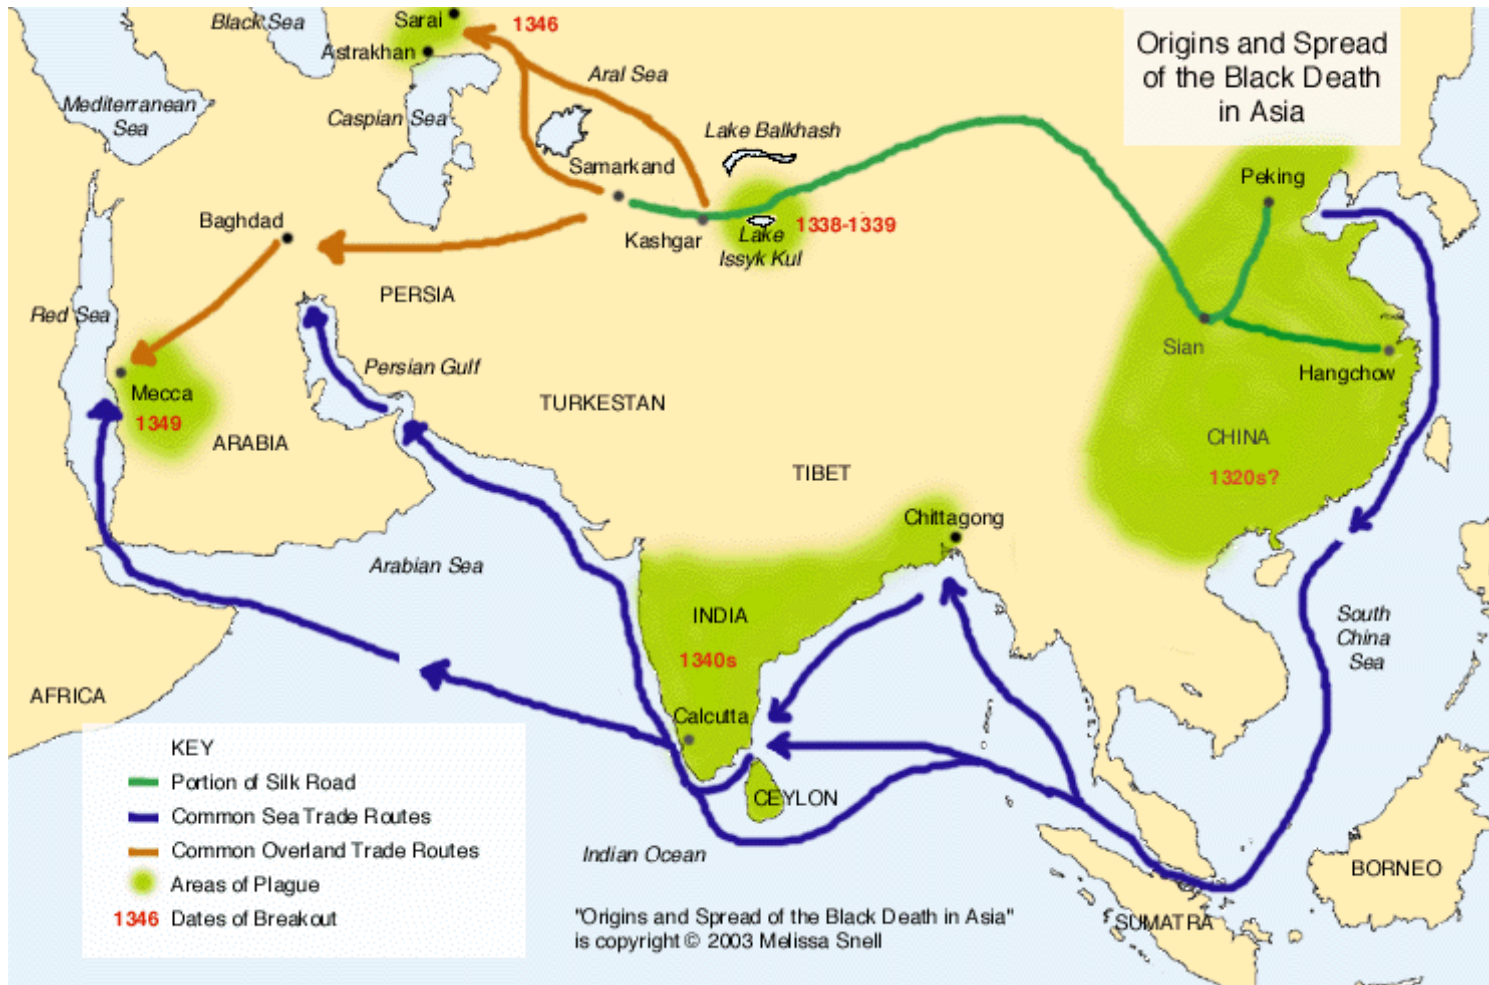 Black Sea
Sarai
1346
Astrakhan
Origins and Spread
of the Black Death
in Asia
Aral Sea
Mediterranean
Sea
Caspian Sea
Lake Balkhash
Samarkand
Peking
Baghdad
Kashgar
1338-1339
Lake
Issyk Kul
PERSIA
Red Sea
Sian
Persian Gulf
Hangchow
Mecca
1349
TURKESTAN
ARABIA
CHINA
1320s?
TIBET
Chittagong
Arabian Sea
INDIA
1340s
South
China
Sea
AFRICA
Calcutta
KEY
Portion of Silk Road
Common Sea Trade Routes
Common Overland Trade Routes
Areas of Plague
1346 Dates of Breakout
CEYLON
Indian Ocean
BORNEO
SUMATRA
"Origins and Spread of the Black Death in Asia"
is copyright © 2003 Melissa Snell